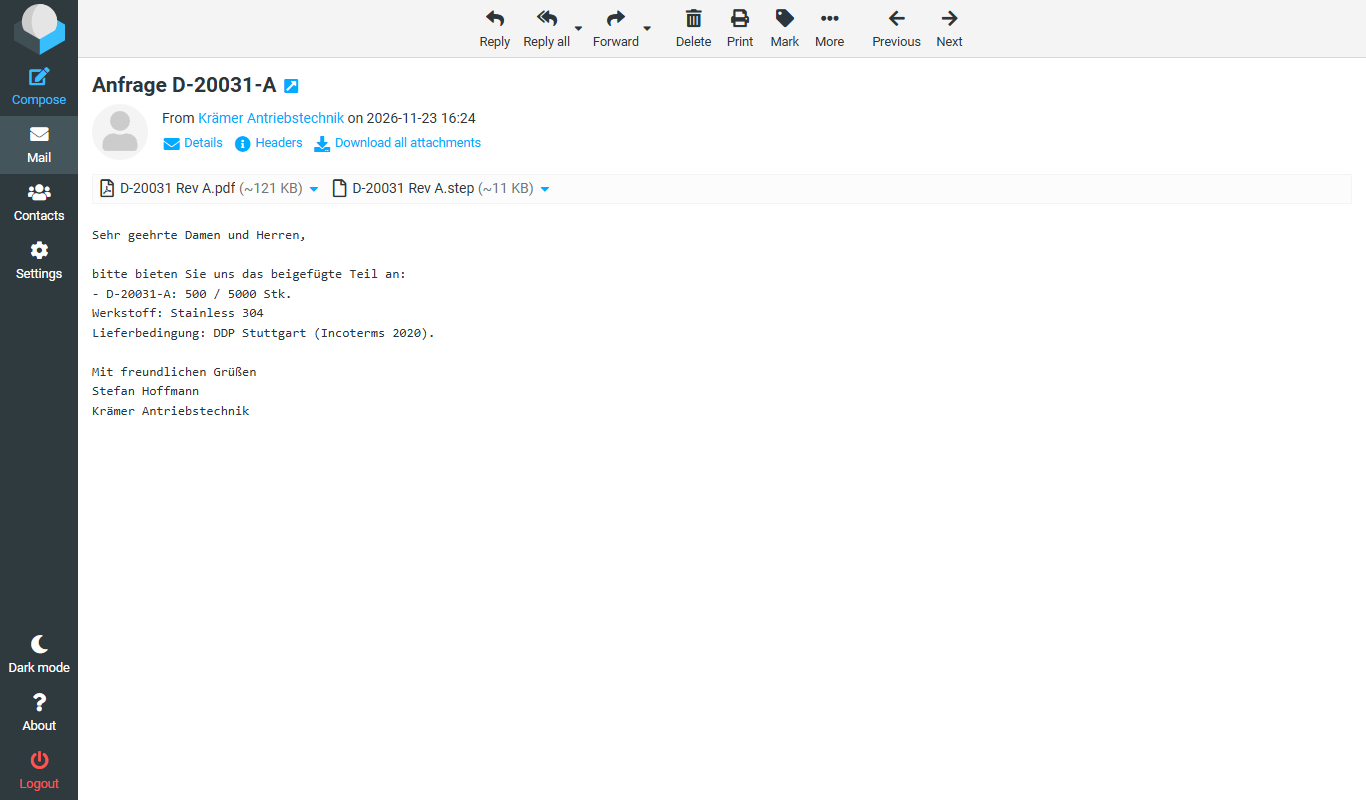 Reply
Reply all
Forward
Delete
Print
Mark
More
Previous
Next
Compose
Mail
Contacts
Settings
Dark mode
About
Logout
Anfrage D-20031-A
From Krämer Antriebstechnik on 2026-11-23 16:24
Details Headers Download all attachments
D-20031 Rev A.pdf (~121 KB) D-20031 Rev A.step (~11 KB)
Sehr geehrte Damen und Herren,
bitte bieten Sie uns das beigefügte Teil an:
- D-20031-A: 500 / 5000 Stk.
Werkstoff: Stainless 304
Lieferbedingung: DDP Stuttgart (Incoterms 2020).
Mit freundlichen Grüßen
Stefan Hoffmann
Krämer Antriebstechnik